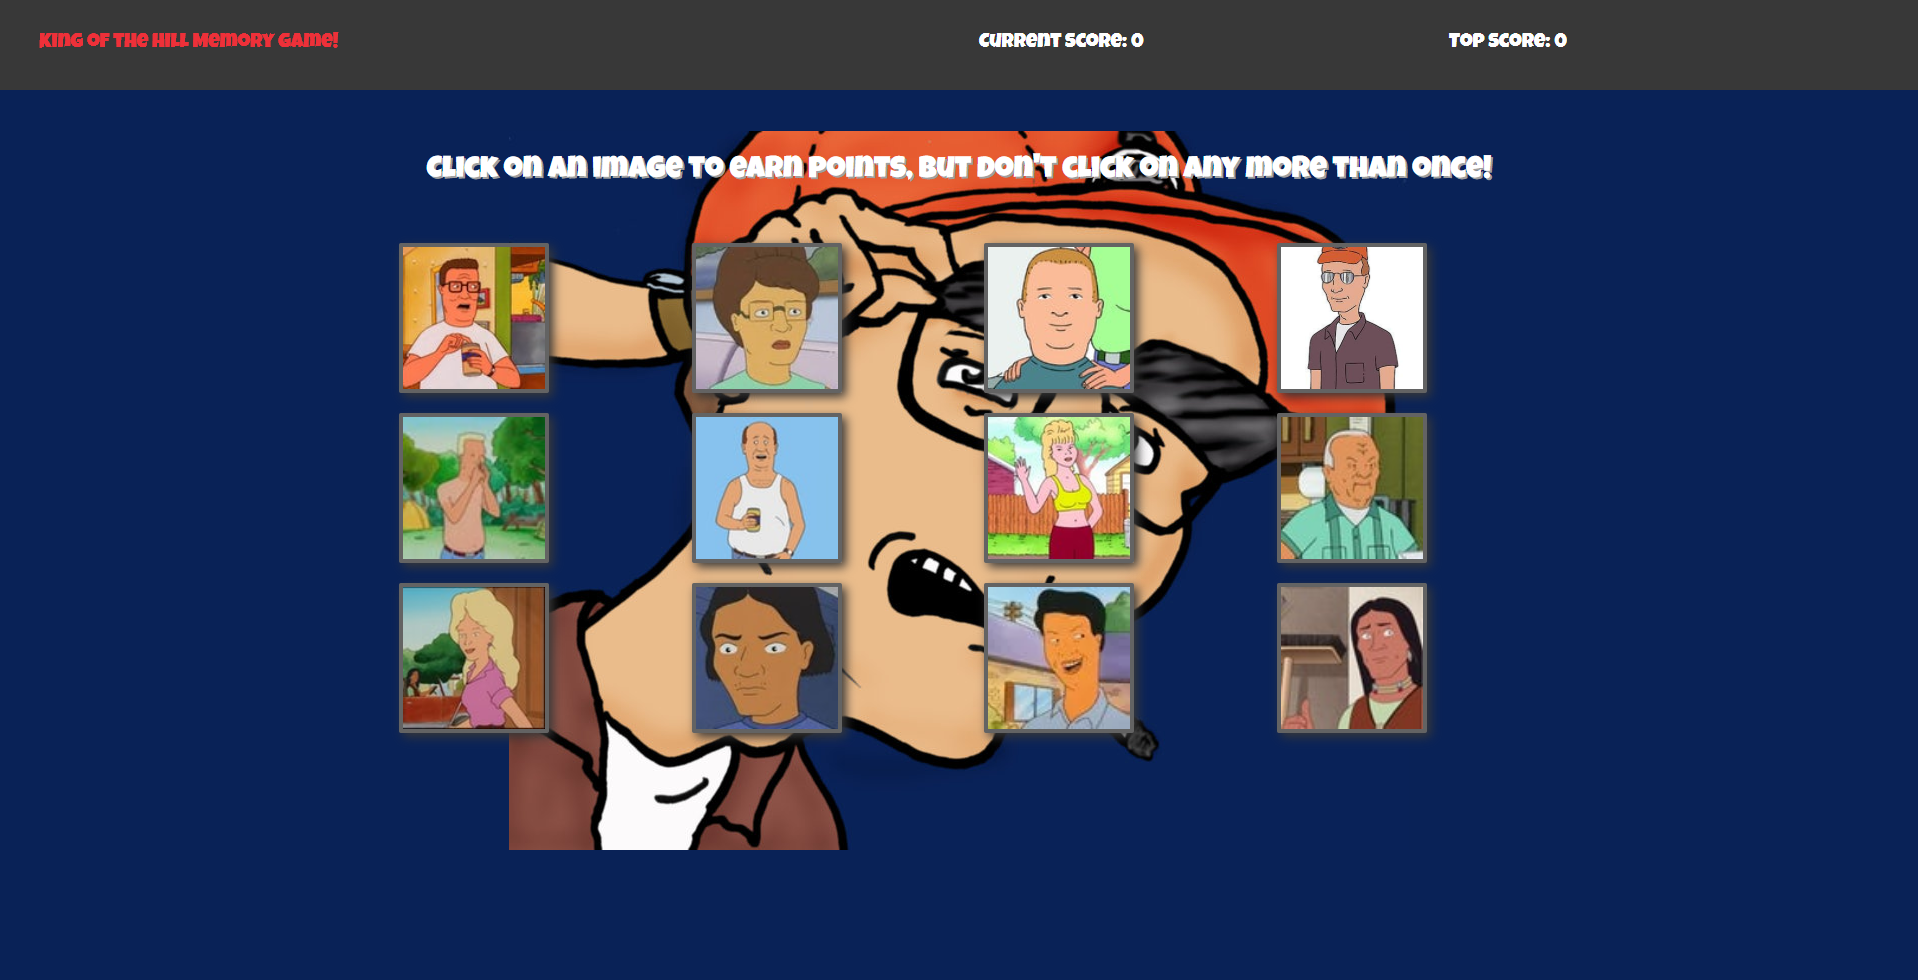 King of the Hill Memory Game!
Current Score: 0
Top Score: 0
Click on an image to earn points, but don't click on any more than once!